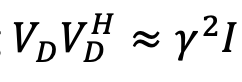 : V_D V_D^H ≈ γ^2 I